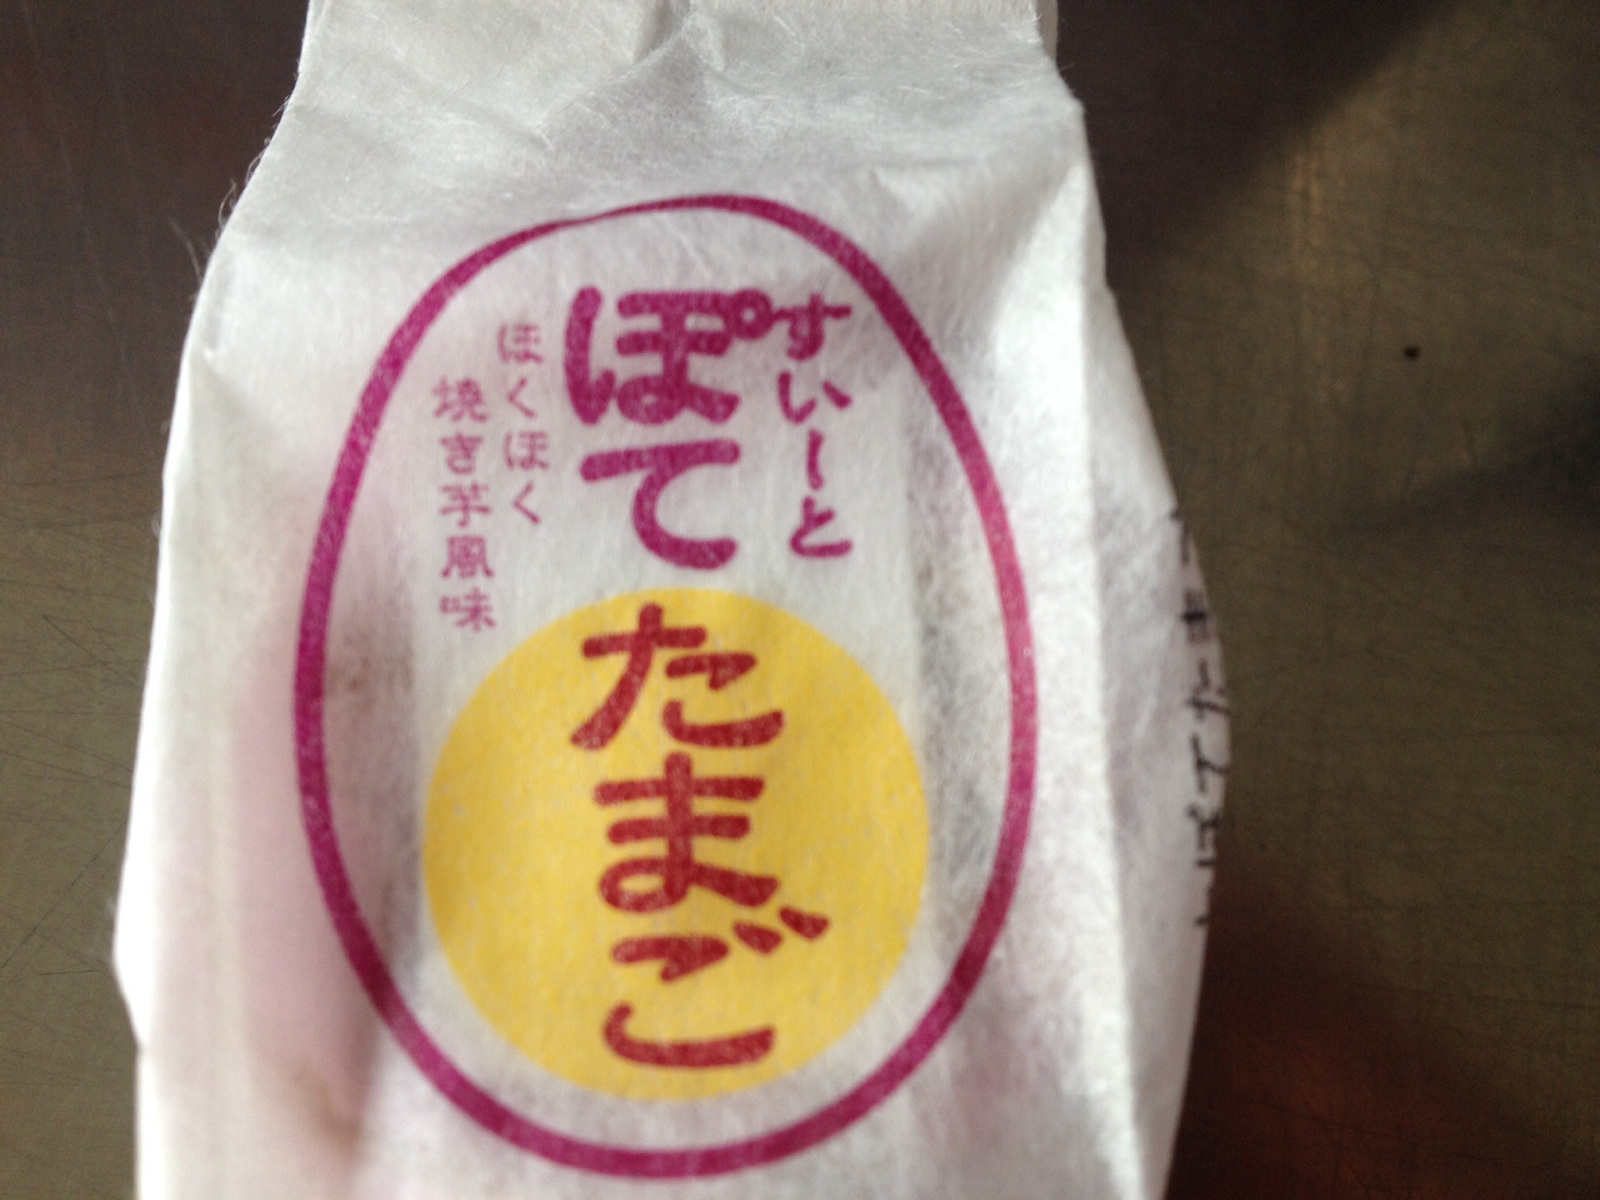 すいーと
ぽて
たまご
ほくほく
焼き芋風味